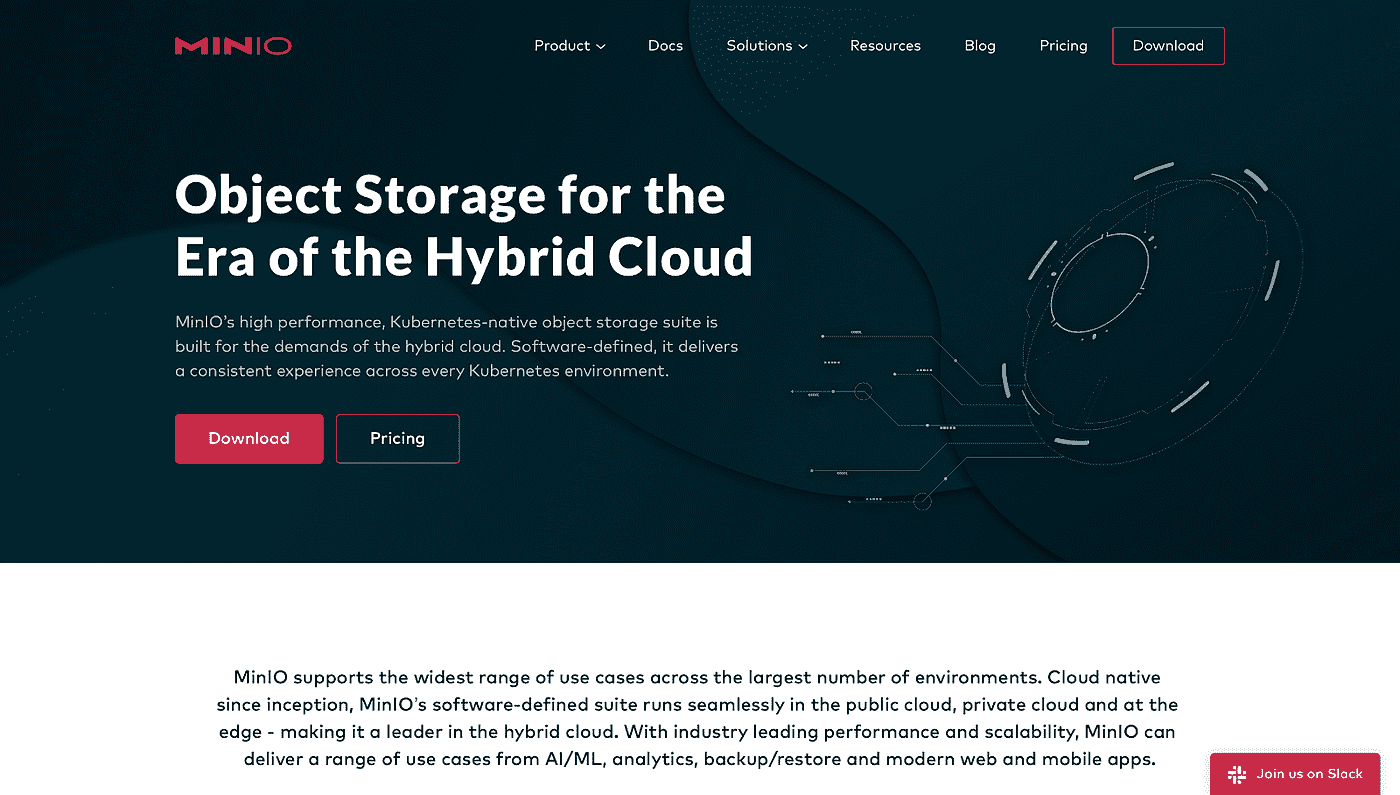 MINIO
Product
Docs
Solutions
Resources
Blog
Pricing
Download
Object Storage for the
Era of the Hybrid Cloud
MinIO’s high performance, Kubernetes-native object storage suite is
built for the demands of the hybrid cloud. Software-defined, it delivers
a consistent experience across every Kubernetes environment.
Download
Pricing
MinIO supports the widest range of use cases across the largest number of environments. Cloud native
since inception, MinIO’s software-defined suite runs seamlessly in the public cloud, private cloud and at the
edge - making it a leader in the hybrid cloud. With industry leading performance and scalability, MinIO can
deliver a range of use cases from AI/ML, analytics, backup/restore and modern web and mobile apps.
Join us on Slack